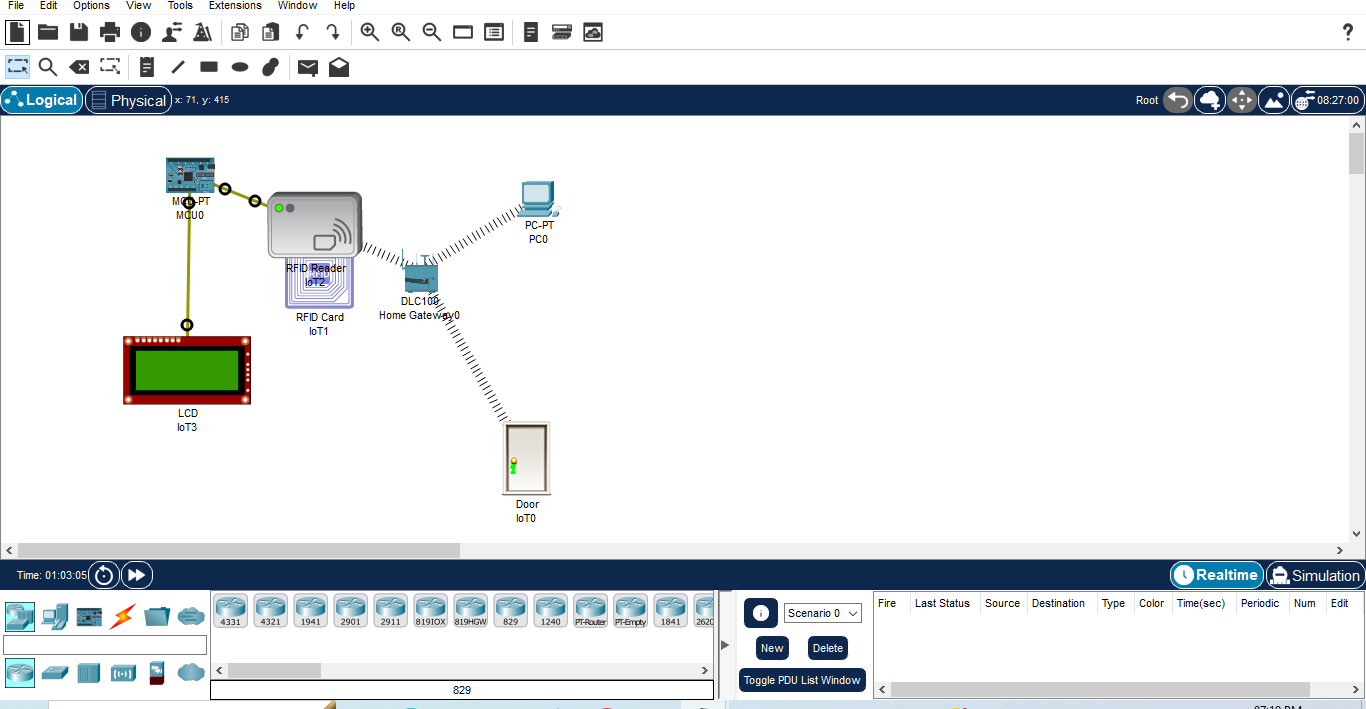 File Edit Options View Tools Extensions Window Help
?
Logical Physical x: 71, y: 415 Root 08:27:00
MCU-PT
MCU0
PC-PT
PC0
RFID Reader
IoT2
DLC100
Home Gateway0
RFID Card
IoT1
LCD
IoT3
Door
IoT0
Time: 01:03:05 Realtime Simulation
4331 4321 1941 2901 2911 819IOX 819HGW 829 1240 PT-Router PT-Empty 1841 2620
Scenario 0
Fire Last Status Source Destination Type Color Time(sec) Periodic Num Edit
New Delete
Toggle PDU List Window
829